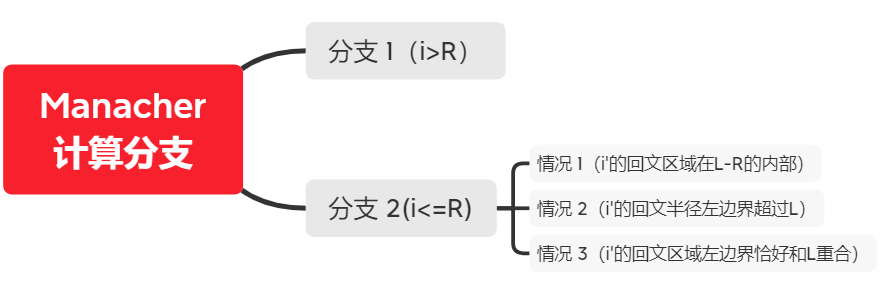 Manacher
计算分支
分支 1（i>R）
分支 2(i<=R)
情况 1（i'的回文区域在L-R的内部）
情况 2（i'的回文半径左边界超过L）
情况 3（i'的回文区域左边界恰好和L重合）